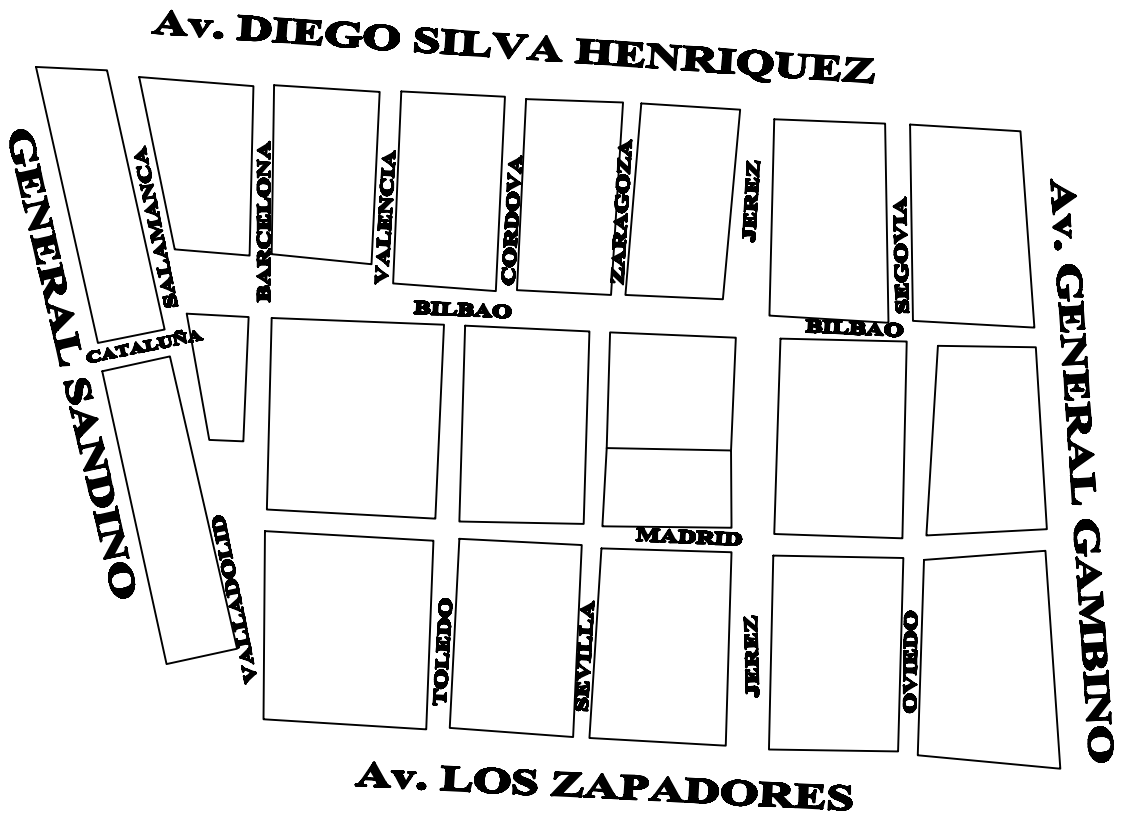 Av. DIEGO SILVA HENRIQUEZ
GENERAL SANDINO
SALAMANCA
BARCELONA
VALENCIA
CORDOVA
ZARAGOZA
JEREZ
SEGOVIA
Av. GENERAL GAMBINO
BILBAO
BILBAO
CATALUÑA
MADRID
VALLADOLID
TOLEDO
SEVILLA
JEREZ
OVIEDO
Av. LOS ZAPADORES